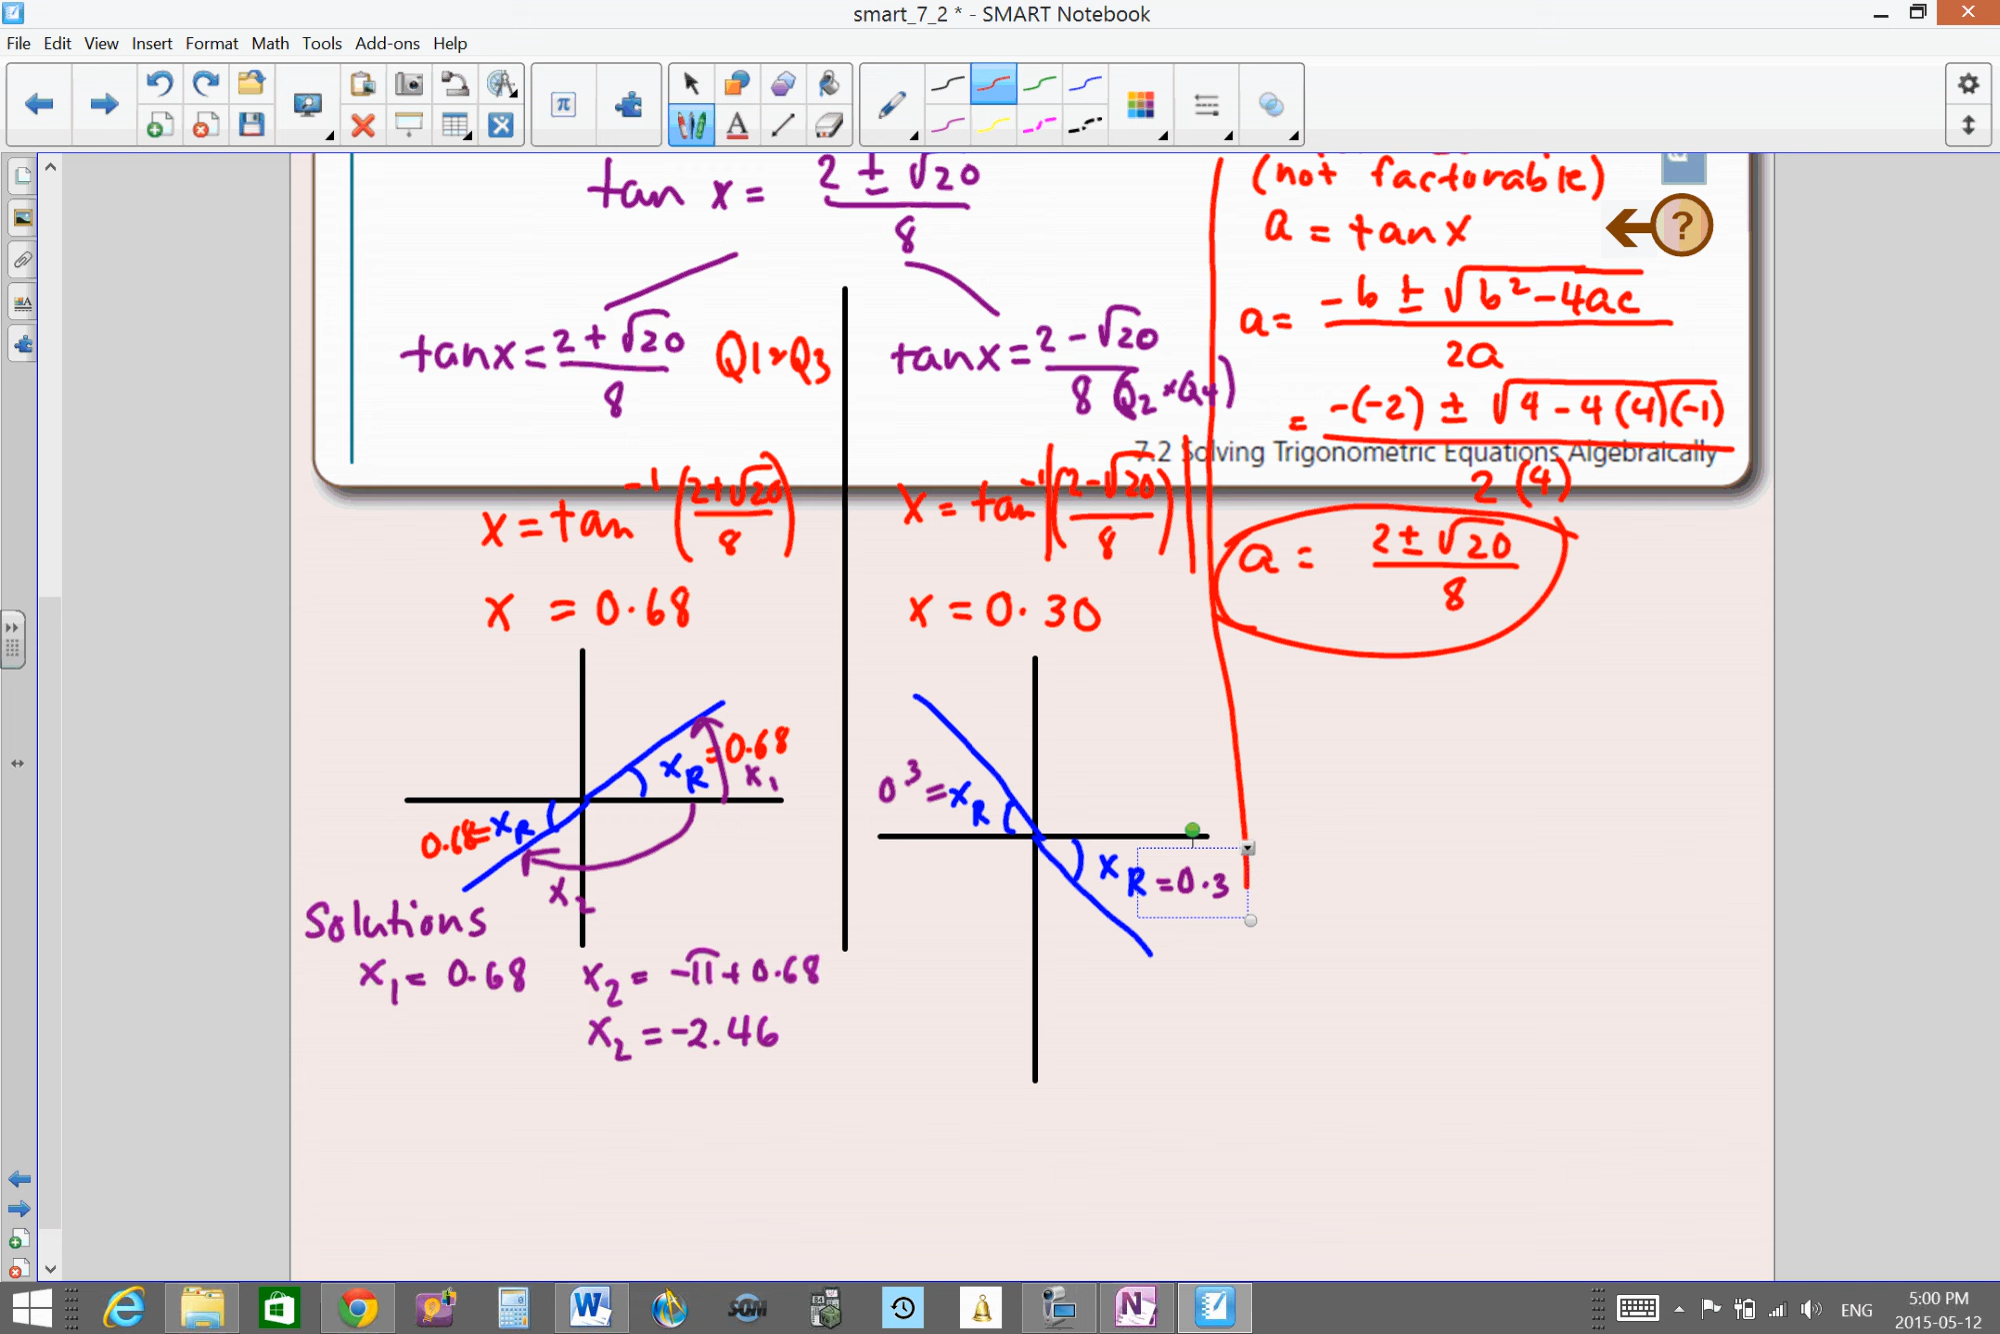 smart_7_2 * - SMART Notebook
File Edit View Insert Format Math Tools Add-ons Help
tan x = (2 ± √20)/8
tanx = (2 + √20)/8 Q1 & Q3
x = tan⁻¹((2+√20)/8)
x = 0.68
xR = 0.68
x₁
0.68 = xR
x₂
Solutions
x₁ = 0.68 x₂ = -π + 0.68
x₂ = -2.46
tanx = (2 - √20)/8 (Q2 & Q4)
x = tan⁻¹|((2-√20)/8)|
x = 0.30
0 3 = xR
xR = 0.3
(not factorable)
a = tanx
a = (-b ± √(b²-4ac))/2a
= (-(-2) ± √(4 - 4(4)(-1)))/2(4)
7.2 Solving Trigonometric Equations Algebraically
a = (2 ± √20)/8
ENG
5:00 PM
2015-05-12